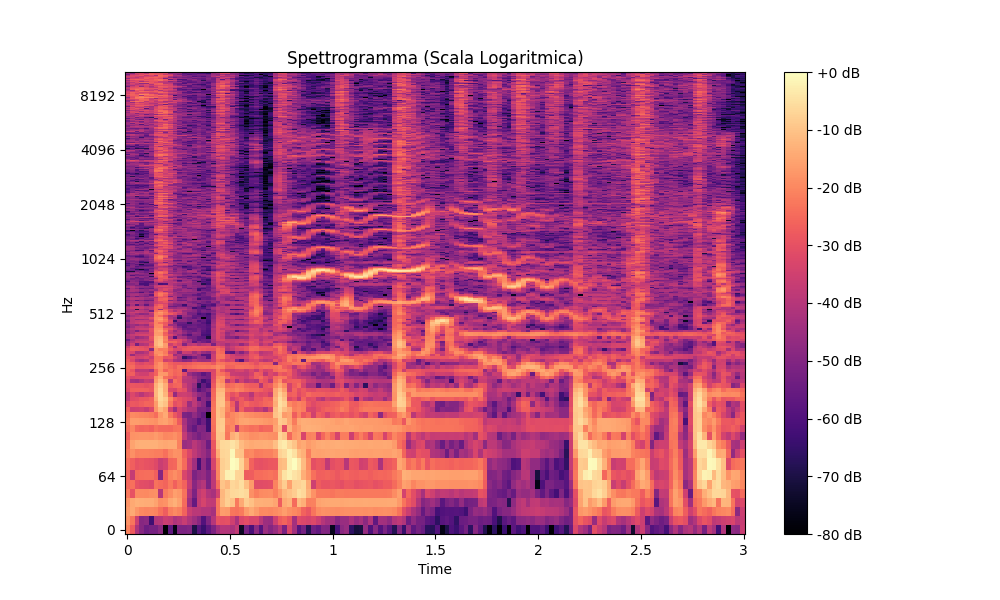 Spettrogramma (Scala Logaritmica)
Hz
8192
4096
2048
1024
512
256
128
64
0
0 0.5 1 1.5 2 2.5 3
Time
+0 dB
-10 dB
-20 dB
-30 dB
-40 dB
-50 dB
-60 dB
-70 dB
-80 dB